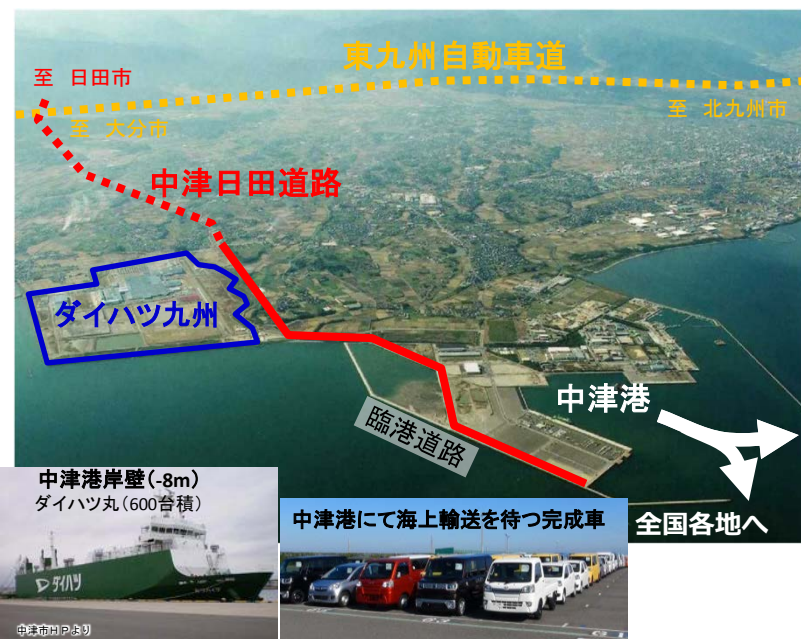 東九州自動車道
至 日田市
至 大分市
至 北九州市
中津日田道路
ダイハツ九州
中津港
臨港道路
全国各地へ
中津港岸壁(-8m)
ダイハツ丸(600台積)
ダイハツ
中津市HPより
中津港にて海上輸送を待つ完成車